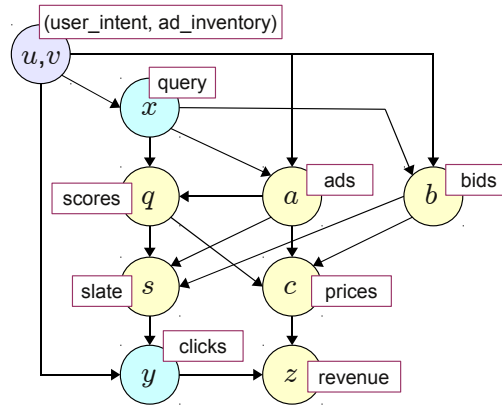 (user_intent, ad_inventory)
u,v
query
x
scores
q
a
ads
b
bids
slate
s
c
prices
clicks
y
z
revenue